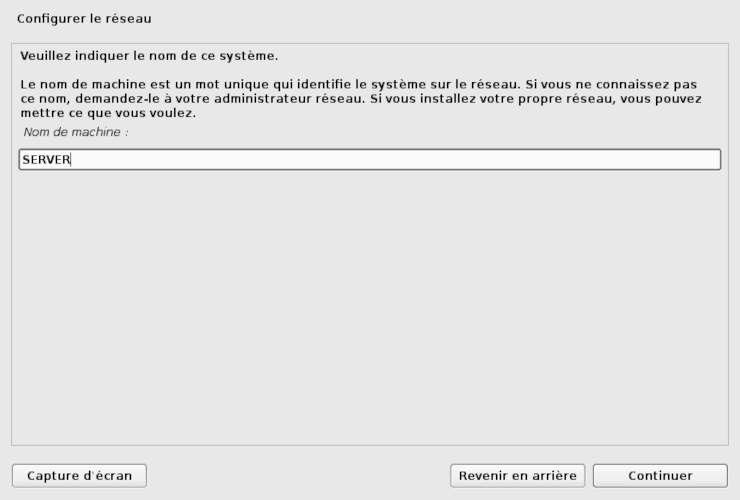 Configurer le réseau
Veuillez indiquer le nom de ce système.
Le nom de machine est un mot unique qui identifie le système sur le réseau. Si vous ne connaissez pas
ce nom, demandez-le à votre administrateur réseau. Si vous installez votre propre réseau, vous pouvez
mettre ce que vous voulez.
Nom de machine :
SERVER
Capture d'écran
Revenir en arrière
Continuer